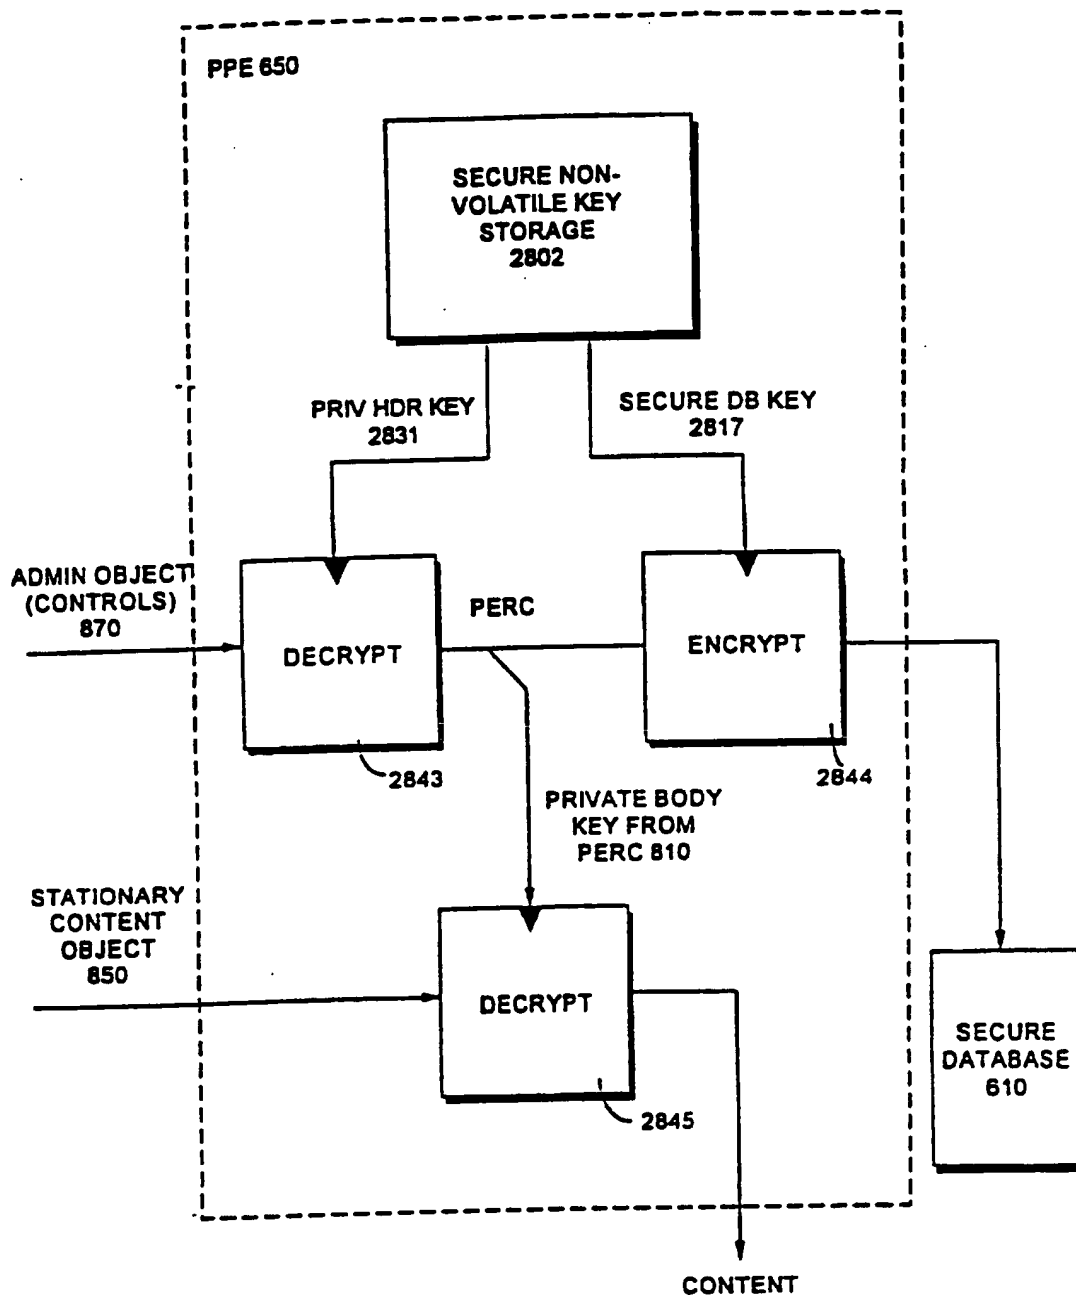 PPE 650
SECURE NON-
VOLATILE KEY
STORAGE
2802
PRIV HDR KEY
2831
SECURE DB KEY
2817
ADMIN OBJECT
(CONTROLS)
870
DECRYPT
PERC
ENCRYPT
2843
2844
PRIVATE BODY
KEY FROM
PERC 810
STATIONARY
CONTENT
OBJECT
850
DECRYPT
2845
SECURE
DATABASE
610
CONTENT